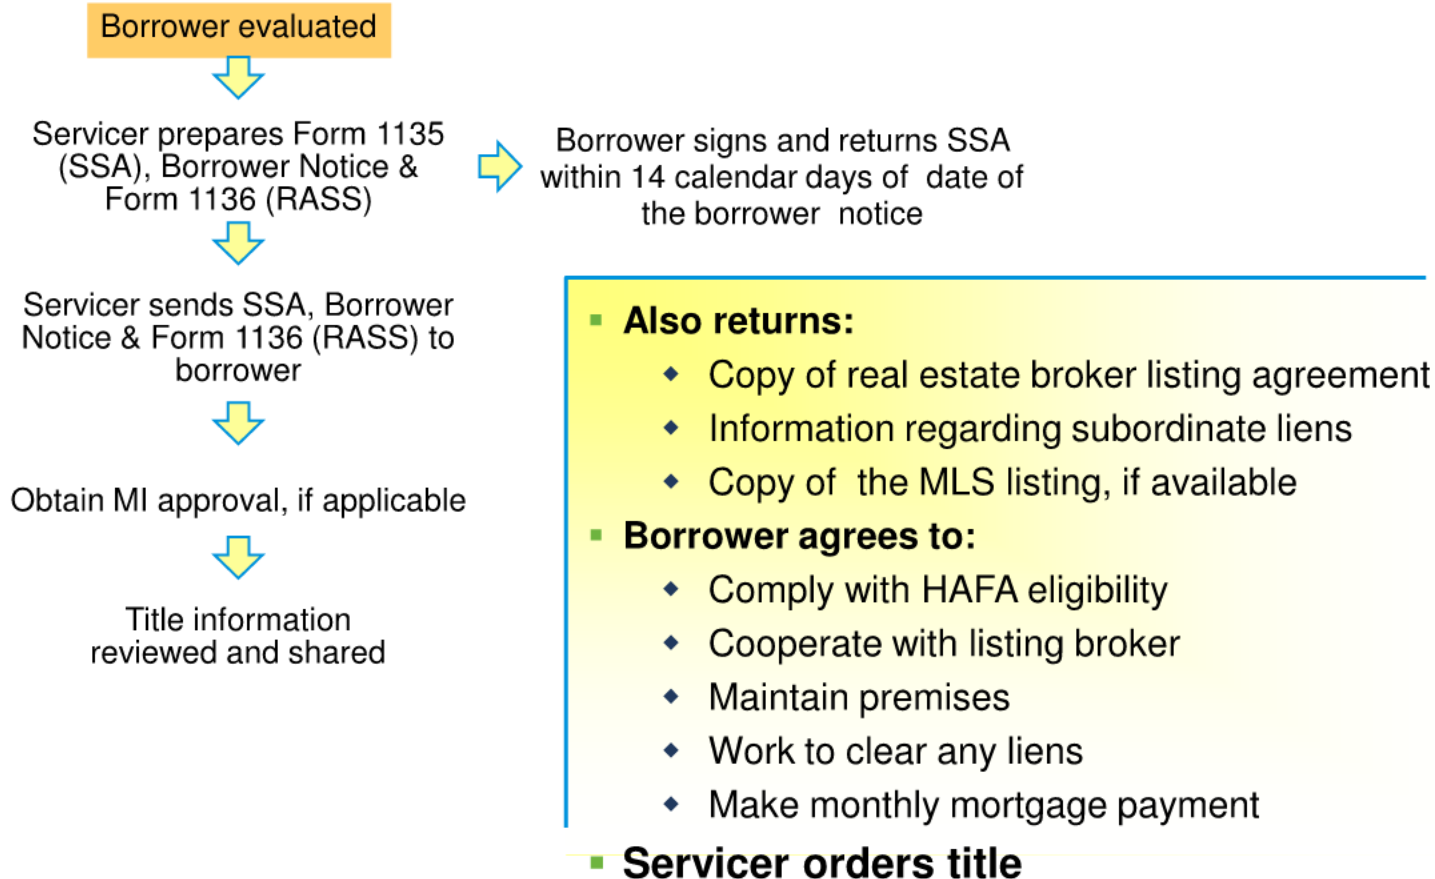 Borrower evaluated
Servicer prepares Form 1135
(SSA), Borrower Notice &
Form 1136 (RASS)
Servicer sends SSA, Borrower
Notice & Form 1136 (RASS) to
borrower
Obtain MI approval, if applicable
Title information
reviewed and shared
Borrower signs and returns SSA
within 14 calendar days of date of
the borrower notice
▪ Also returns:
◆ Copy of real estate broker listing agreement
◆ Information regarding subordinate liens
◆ Copy of the MLS listing, if available
▪ Borrower agrees to:
◆ Comply with HAFA eligibility
◆ Cooperate with listing broker
◆ Maintain premises
◆ Work to clear any liens
◆ Make monthly mortgage payment
▪ Servicer orders title